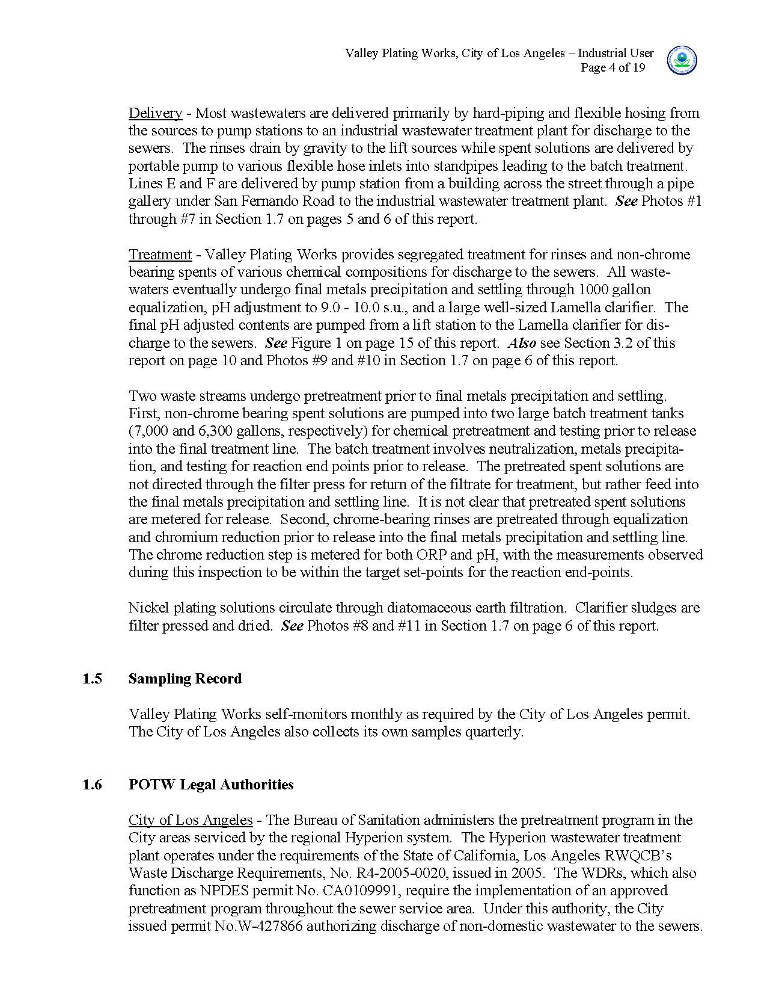 Valley Plating Works, City of Los Angeles – Industrial User
Page 4 of 19
Delivery - Most wastewaters are delivered primarily by hard-piping and flexible hosing from
the sources to pump stations to an industrial wastewater treatment plant for discharge to the
sewers.  The rinses drain by gravity to the lift sources while spent solutions are delivered by
portable pump to various flexible hose inlets into standpipes leading to the batch treatment.
Lines E and F are delivered by pump station from a building across the street through a pipe
gallery under San Fernando Road to the industrial wastewater treatment plant.  See Photos #1
through #7 in Section 1.7 on pages 5 and 6 of this report.
Treatment - Valley Plating Works provides segregated treatment for rinses and non-chrome
bearing spents of various chemical compositions for discharge to the sewers.  All waste-
waters eventually undergo final metals precipitation and settling through 1000 gallon
equalization, pH adjustment to 9.0 - 10.0 s.u., and a large well-sized Lamella clarifier.  The
final pH adjusted contents are pumped from a lift station to the Lamella clarifier for dis-
charge to the sewers.  See Figure 1 on page 15 of this report.  Also see Section 3.2 of this
report on page 10 and Photos #9 and #10 in Section 1.7 on page 6 of this report.
Two waste streams undergo pretreatment prior to final metals precipitation and settling.
First, non-chrome bearing spent solutions are pumped into two large batch treatment tanks
(7,000 and 6,300 gallons, respectively) for chemical pretreatment and testing prior to release
into the final treatment line.  The batch treatment involves neutralization, metals precipita-
tion, and testing for reaction end points prior to release.  The pretreated spent solutions are
not directed through the filter press for return of the filtrate for treatment, but rather feed into
the final metals precipitation and settling line.  It is not clear that pretreated spent solutions
are metered for release.  Second, chrome-bearing rinses are pretreated through equalization
and chromium reduction prior to release into the final metals precipitation and settling line.
The chrome reduction step is metered for both ORP and pH, with the measurements observed
during this inspection to be within the target set-points for the reaction end-points.
Nickel plating solutions circulate through diatomaceous earth filtration.  Clarifier sludges are
filter pressed and dried.  See Photos #8 and #11 in Section 1.7 on page 6 of this report.
1.5 Sampling Record
Valley Plating Works self-monitors monthly as required by the City of Los Angeles permit.
The City of Los Angeles also collects its own samples quarterly.
1.6 POTW Legal Authorities
City of Los Angeles - The Bureau of Sanitation administers the pretreatment program in the
City areas serviced by the regional Hyperion system.  The Hyperion wastewater treatment
plant operates under the requirements of the State of California, Los Angeles RWQCB’s
Waste Discharge Requirements, No. R4-2005-0020, issued in 2005.  The WDRs, which also
function as NPDES permit No. CA0109991, require the implementation of an approved
pretreatment program throughout the sewer service area.  Under this authority, the City
issued permit No.W-427866 authorizing discharge of non-domestic wastewater to the sewers.